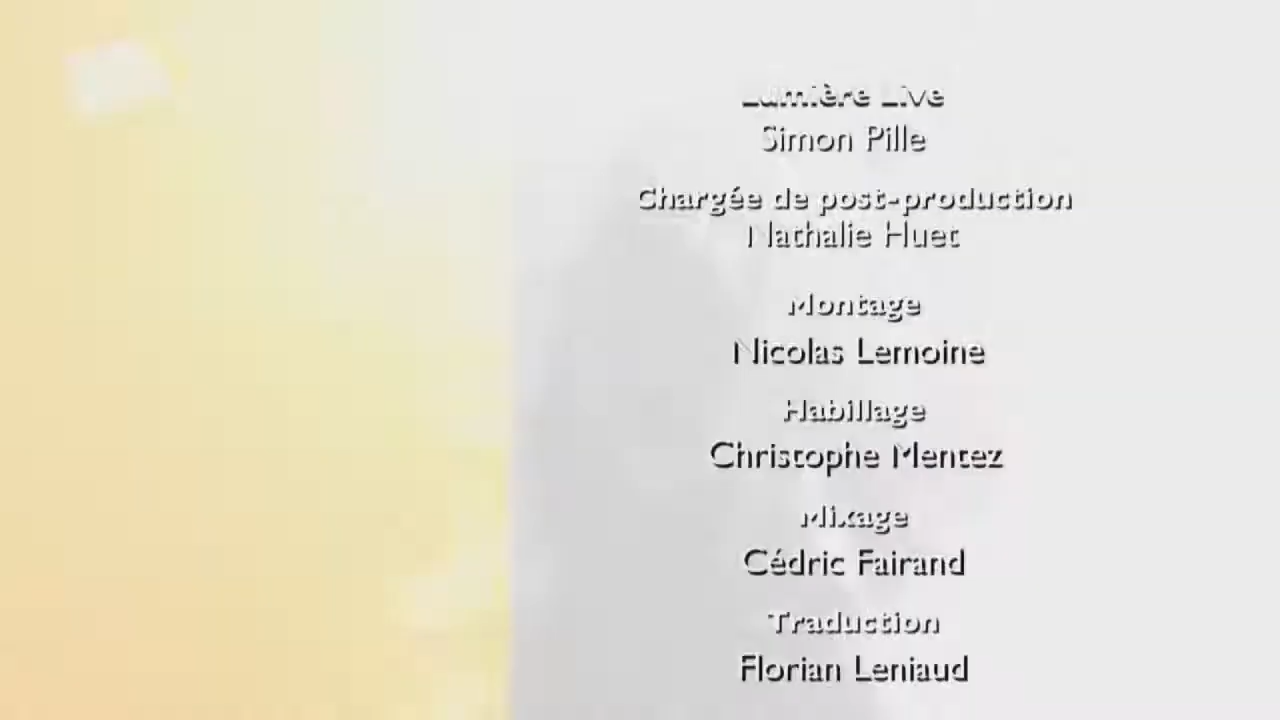 Lumière Live
Simon Pille
Chargée de post-production
Nathalie Huet
Montage
Nicolas Lemoine
Habillage
Christophe Mentez
Mixage
Cédric Fairand
Traduction
Florian Leniaud